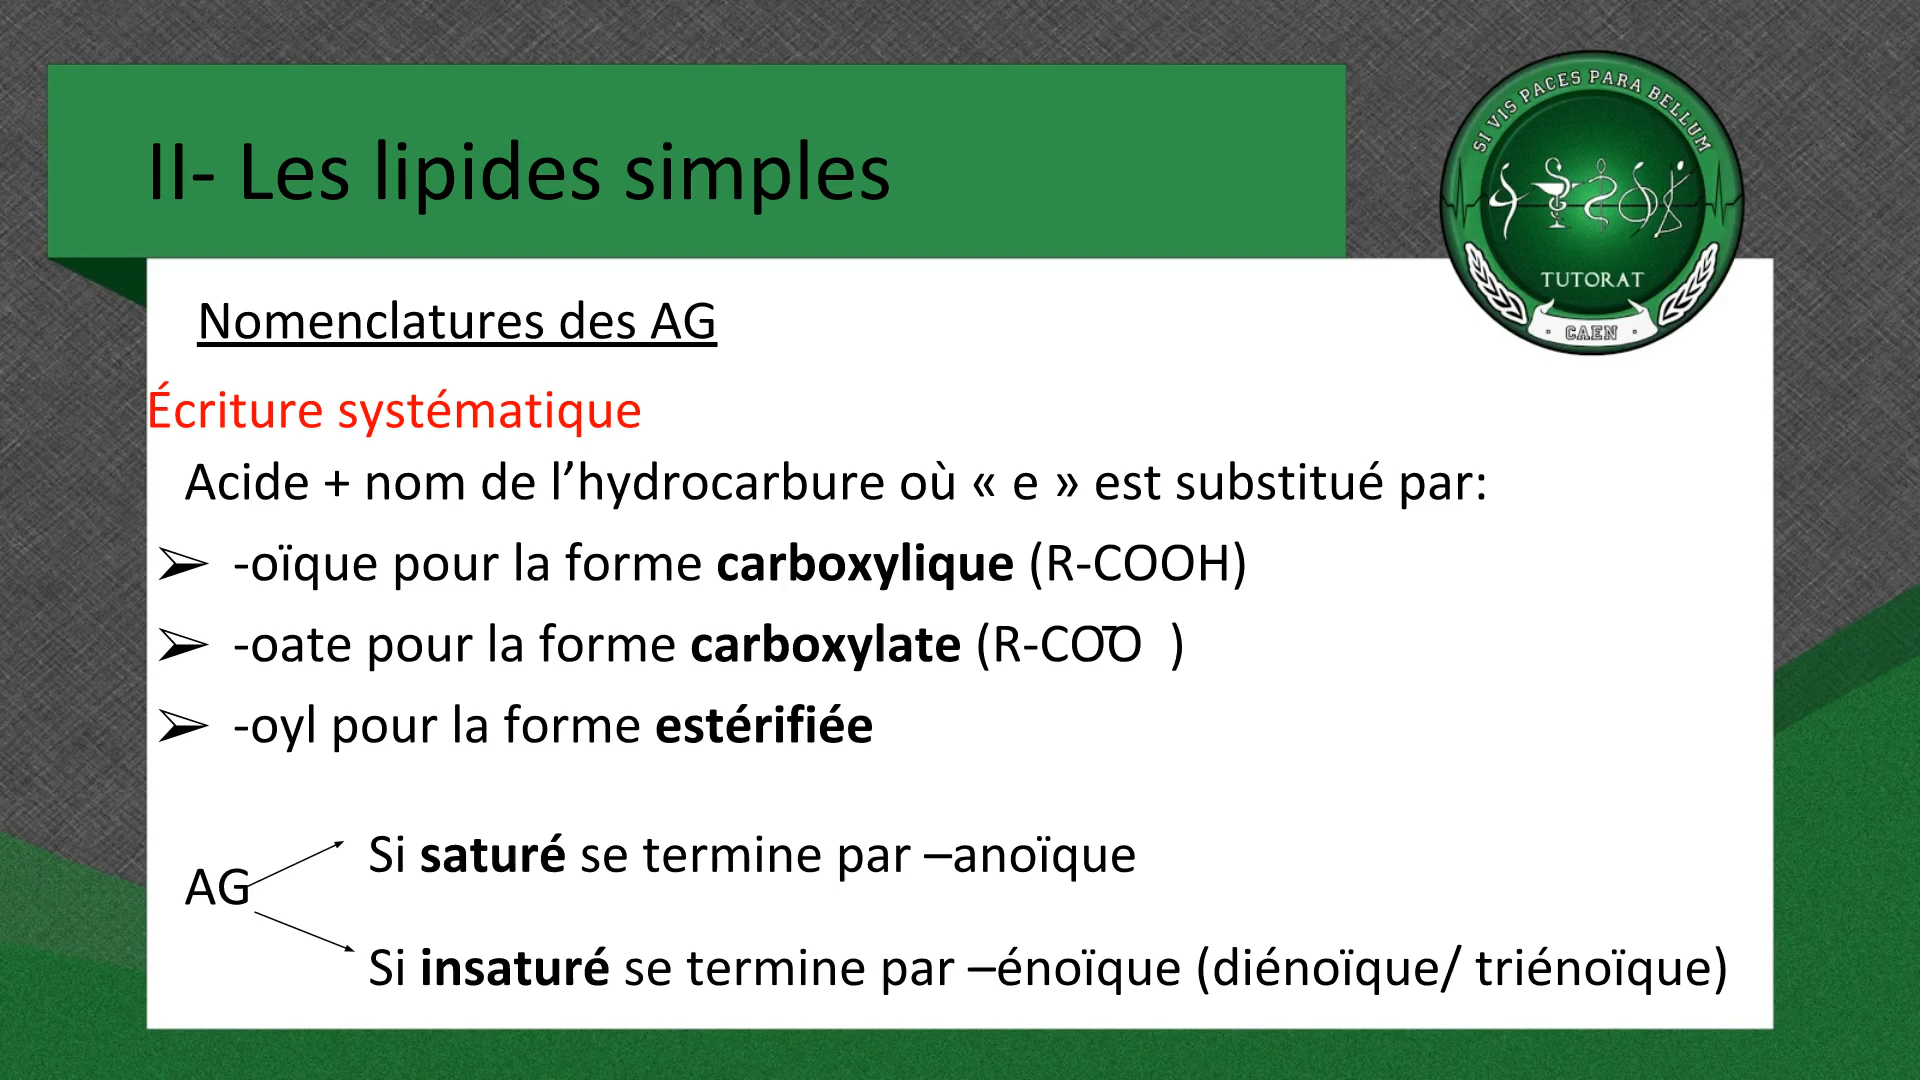 II- Les lipides simples
SI VIS PACES PARA BELLUM
TUTORAT
· CAEN ·
Nomenclatures des AG
Écriture systématique
Acide + nom de l’hydrocarbure où « e » est substitué par:
➢ -oïque pour la forme carboxylique (R-COOH)
➢ -oate pour la forme carboxylate (R-COO⁻ )
➢ -oyl pour la forme estérifiée
Si saturé se termine par –anoïque
AG
Si insaturé se termine par –énoïque (diénoïque/ triénoïque)